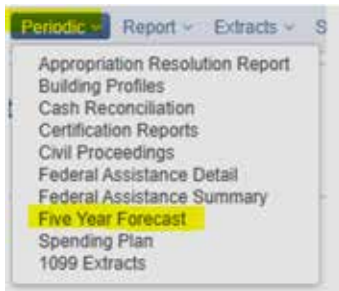 Periodic Report Extracts S
Appropriation Resolution Report
Building Profiles
Cash Reconciliation
Certification Reports
Civil Proceedings
Federal Assistance Detail
Federal Assistance Summary
Five Year Forecast
Spending Plan
1099 Extracts